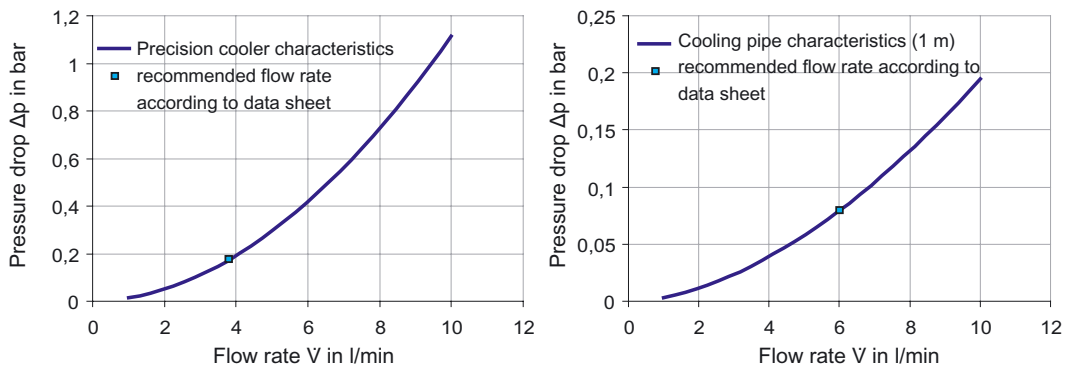 1,2
1
0,8
0,6
0,4
0,2
0
0 2 4 6 8 10 12
Pressure drop Δp in bar
Flow rate V̇ in l/min
Precision cooler characteristics
recommended flow rate
according to data sheet
0,25
0,2
0,15
0,1
0,05
0
0 2 4 6 8 10 12
Pressure drop Δp in bar
Flow rate V̇ in l/min
Cooling pipe characteristics (1 m)
recommended flow rate according to
data sheet